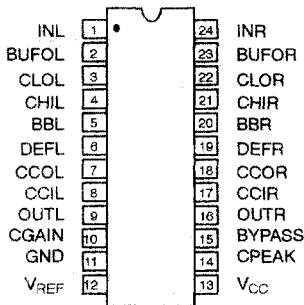 INL 1 24 INR
BUFOL 2 23 BUFOR
CLOL 3 22 CLOR
CHIL 4 21 CHIR
BBL 5 20 BBR
DEFL 6 19 DEFR
CCOL 7 18 CCOR
CCIL 8 17 CCIR
OUTL 9 16 OUTR
CGAIN 10 15 BYPASS
GND 11 14 CPEAK
VREF 12 13 VCC